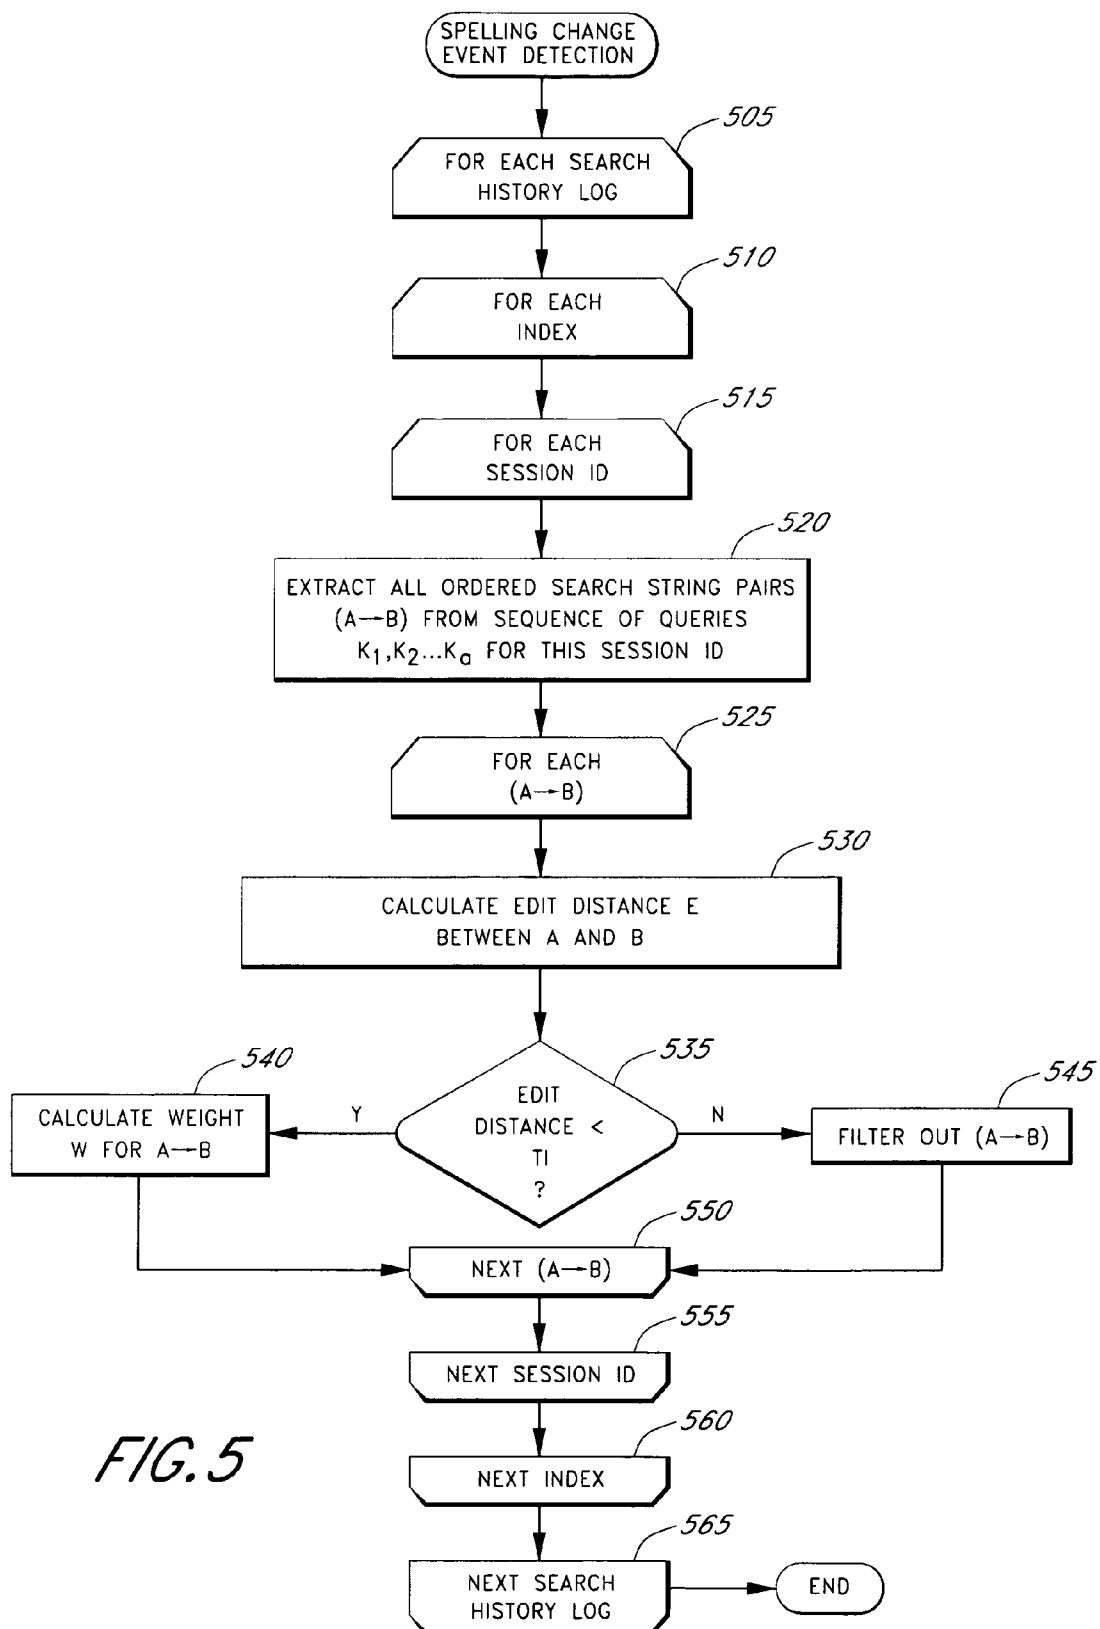 SPELLING CHANGE
EVENT DETECTION
505
FOR EACH SEARCH
HISTORY LOG
510
FOR EACH
INDEX
515
FOR EACH
SESSION ID
520
EXTRACT ALL ORDERED SEARCH STRING PAIRS
(A→B) FROM SEQUENCE OF QUERIES
K1,K2...Ka FOR THIS SESSION ID
525
FOR EACH
(A→B)
530
CALCULATE EDIT DISTANCE E
BETWEEN A AND B
535
EDIT
DISTANCE <
TI
?
540
Y
CALCULATE WEIGHT
W FOR A→B
N
545
FILTER OUT (A→B)
550
NEXT (A→B)
555
NEXT SESSION ID
560
NEXT INDEX
565
NEXT SEARCH
HISTORY LOG
END
FIG. 5